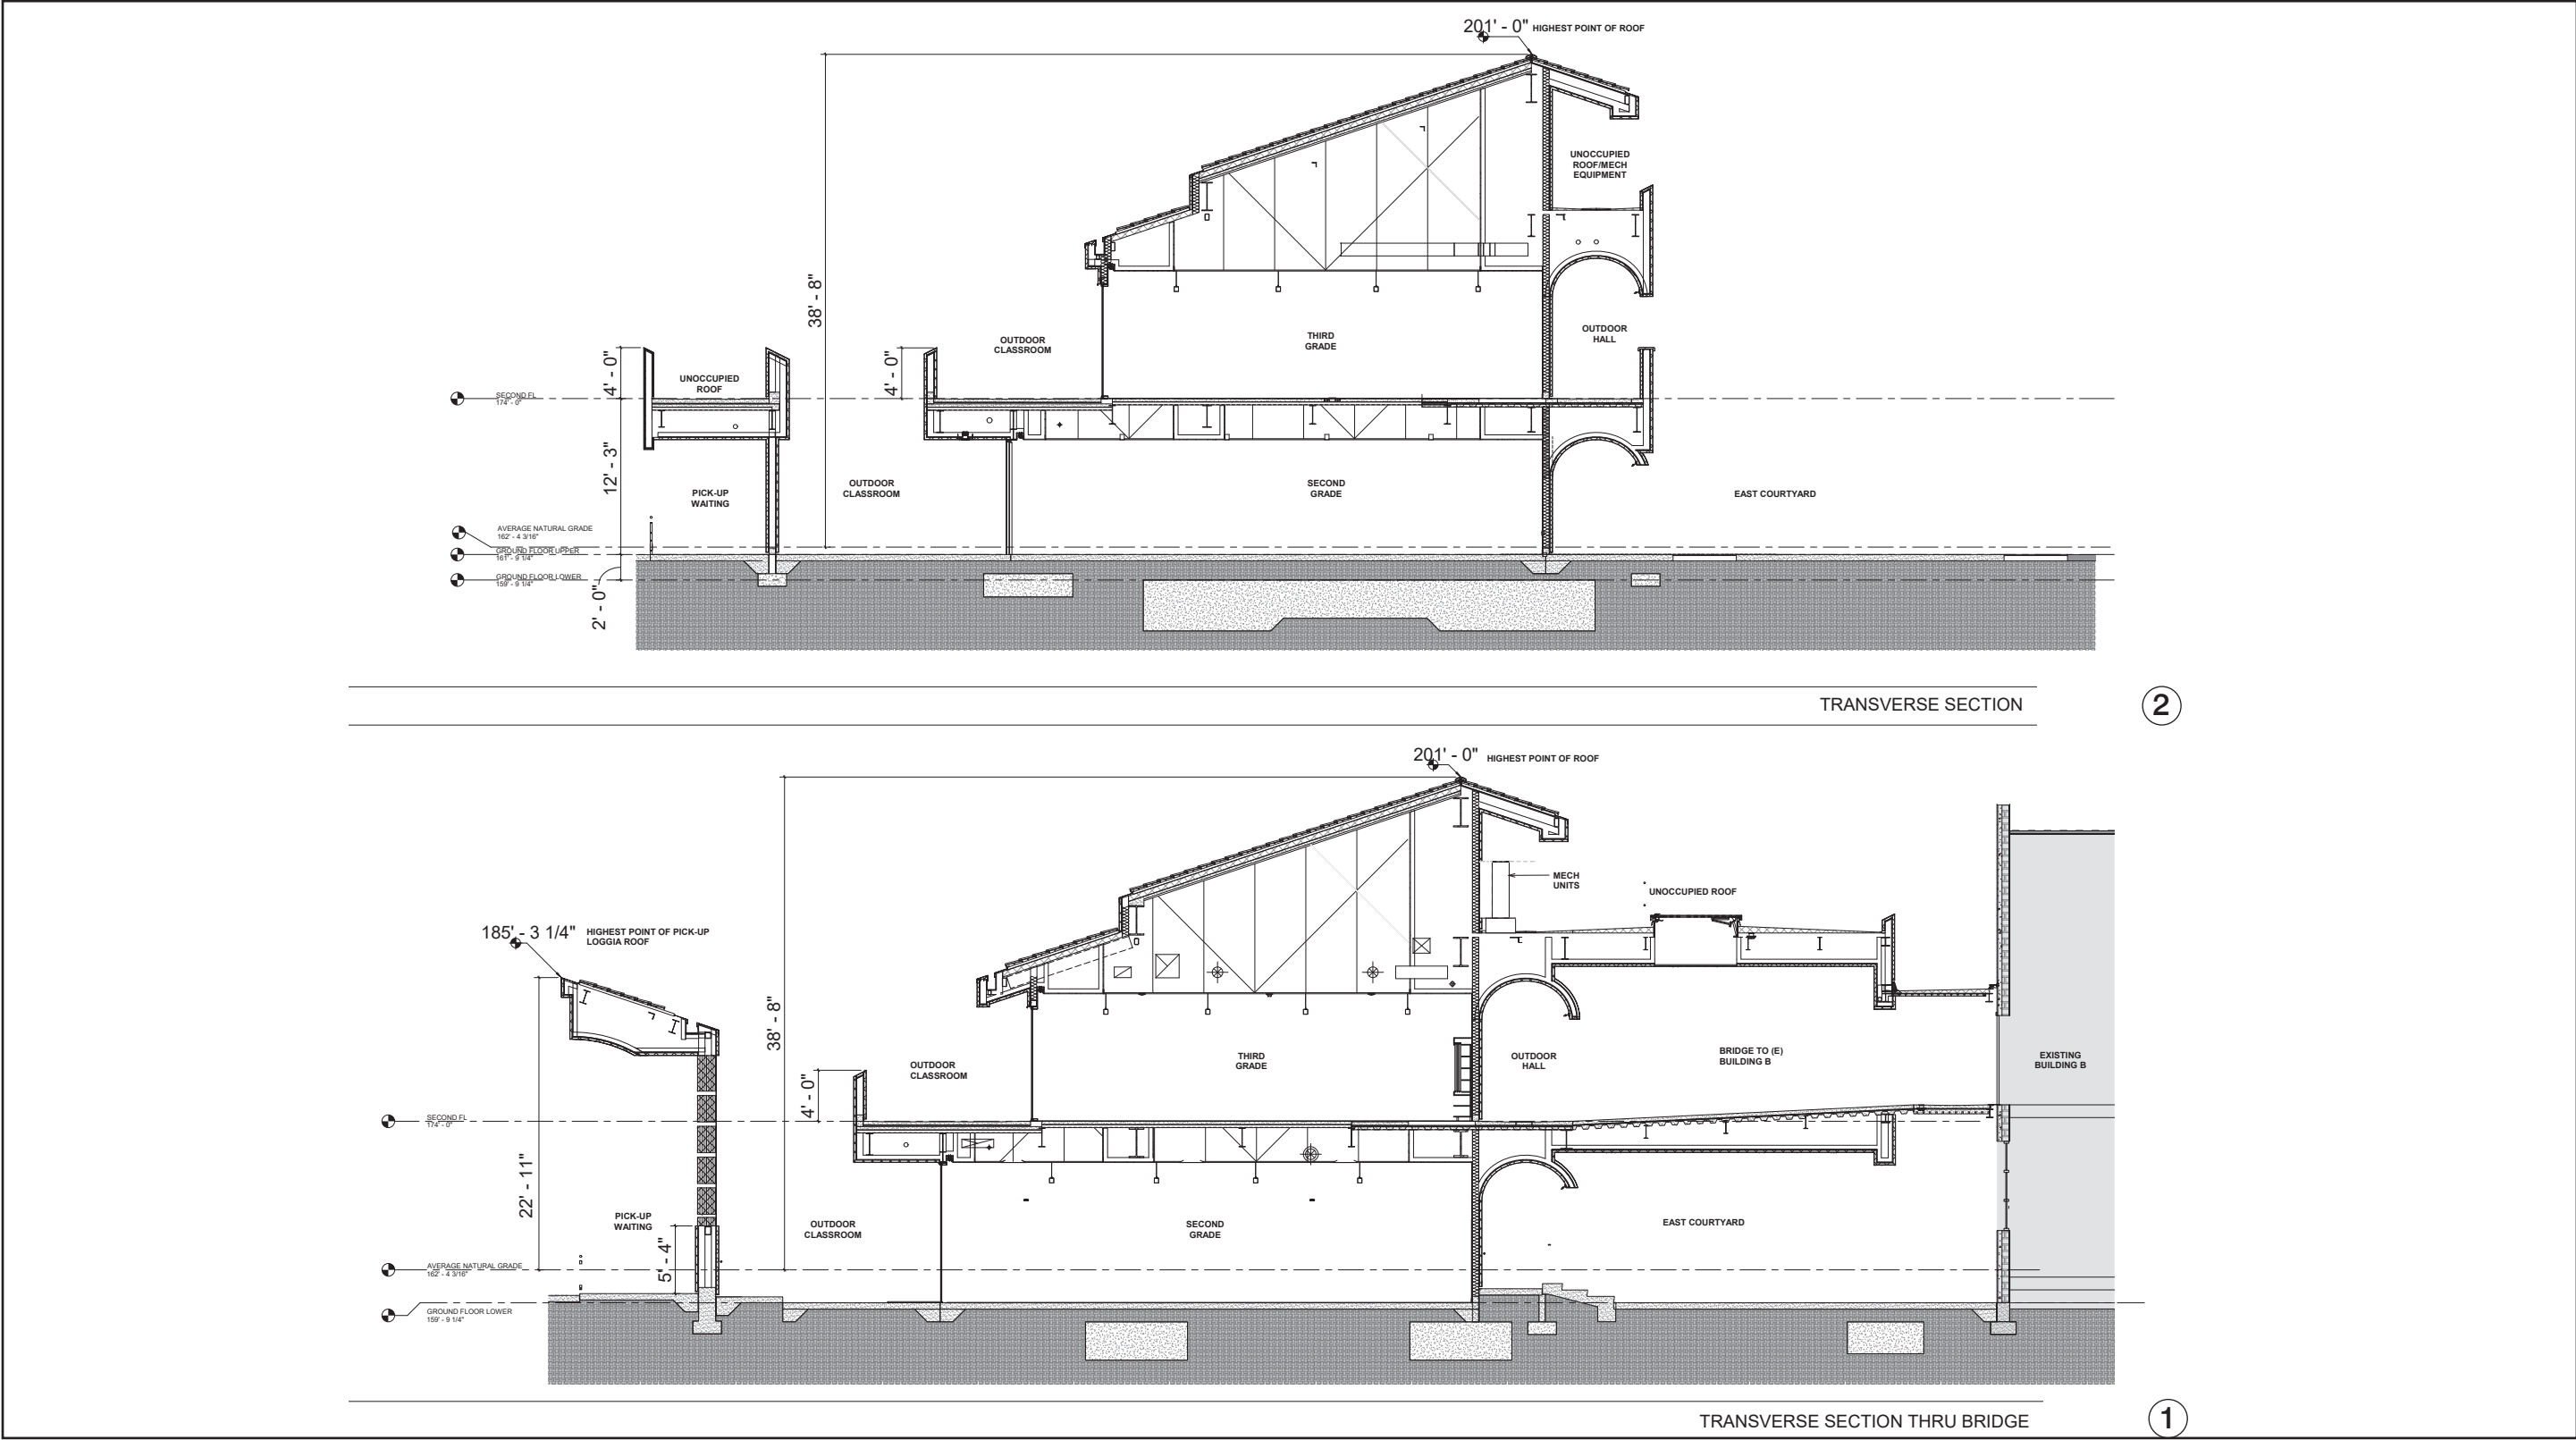 201' - 0" HIGHEST POINT OF ROOF
UNOCCUPIED
ROOF/MECH
EQUIPMENT
38' - 8"
OUTDOOR
CLASSROOM
THIRD
GRADE
OUTDOOR
HALL
4' - 0"
4' - 0"
UNOCCUPIED
ROOF
SECOND FL
174' - 0"
12' - 3"
PICK-UP
WAITING
OUTDOOR
CLASSROOM
SECOND
GRADE
EAST COURTYARD
AVERAGE NATURAL GRADE
162' - 4 3/16"
GROUND FLOOR UPPER
161' - 9 1/4"
GROUND FLOOR LOWER
159' - 9 1/4"
2' - 0"
TRANSVERSE SECTION
2
201' - 0" HIGHEST POINT OF ROOF
MECH
UNITS
UNOCCUPIED ROOF
185' - 3 1/4" HIGHEST POINT OF PICK-UP
LOGGIA ROOF
38' - 8"
4' - 0"
OUTDOOR
CLASSROOM
THIRD
GRADE
OUTDOOR
HALL
BRIDGE TO (E)
BUILDING B
EXISTING
BUILDING B
SECOND FL
174' - 0"
22' - 11"
PICK-UP
WAITING
5' - 4"
OUTDOOR
CLASSROOM
SECOND
GRADE
EAST COURTYARD
AVERAGE NATURAL GRADE
162' - 4 3/16"
GROUND FLOOR LOWER
159' - 9 1/4"
TRANSVERSE SECTION THRU BRIDGE
1